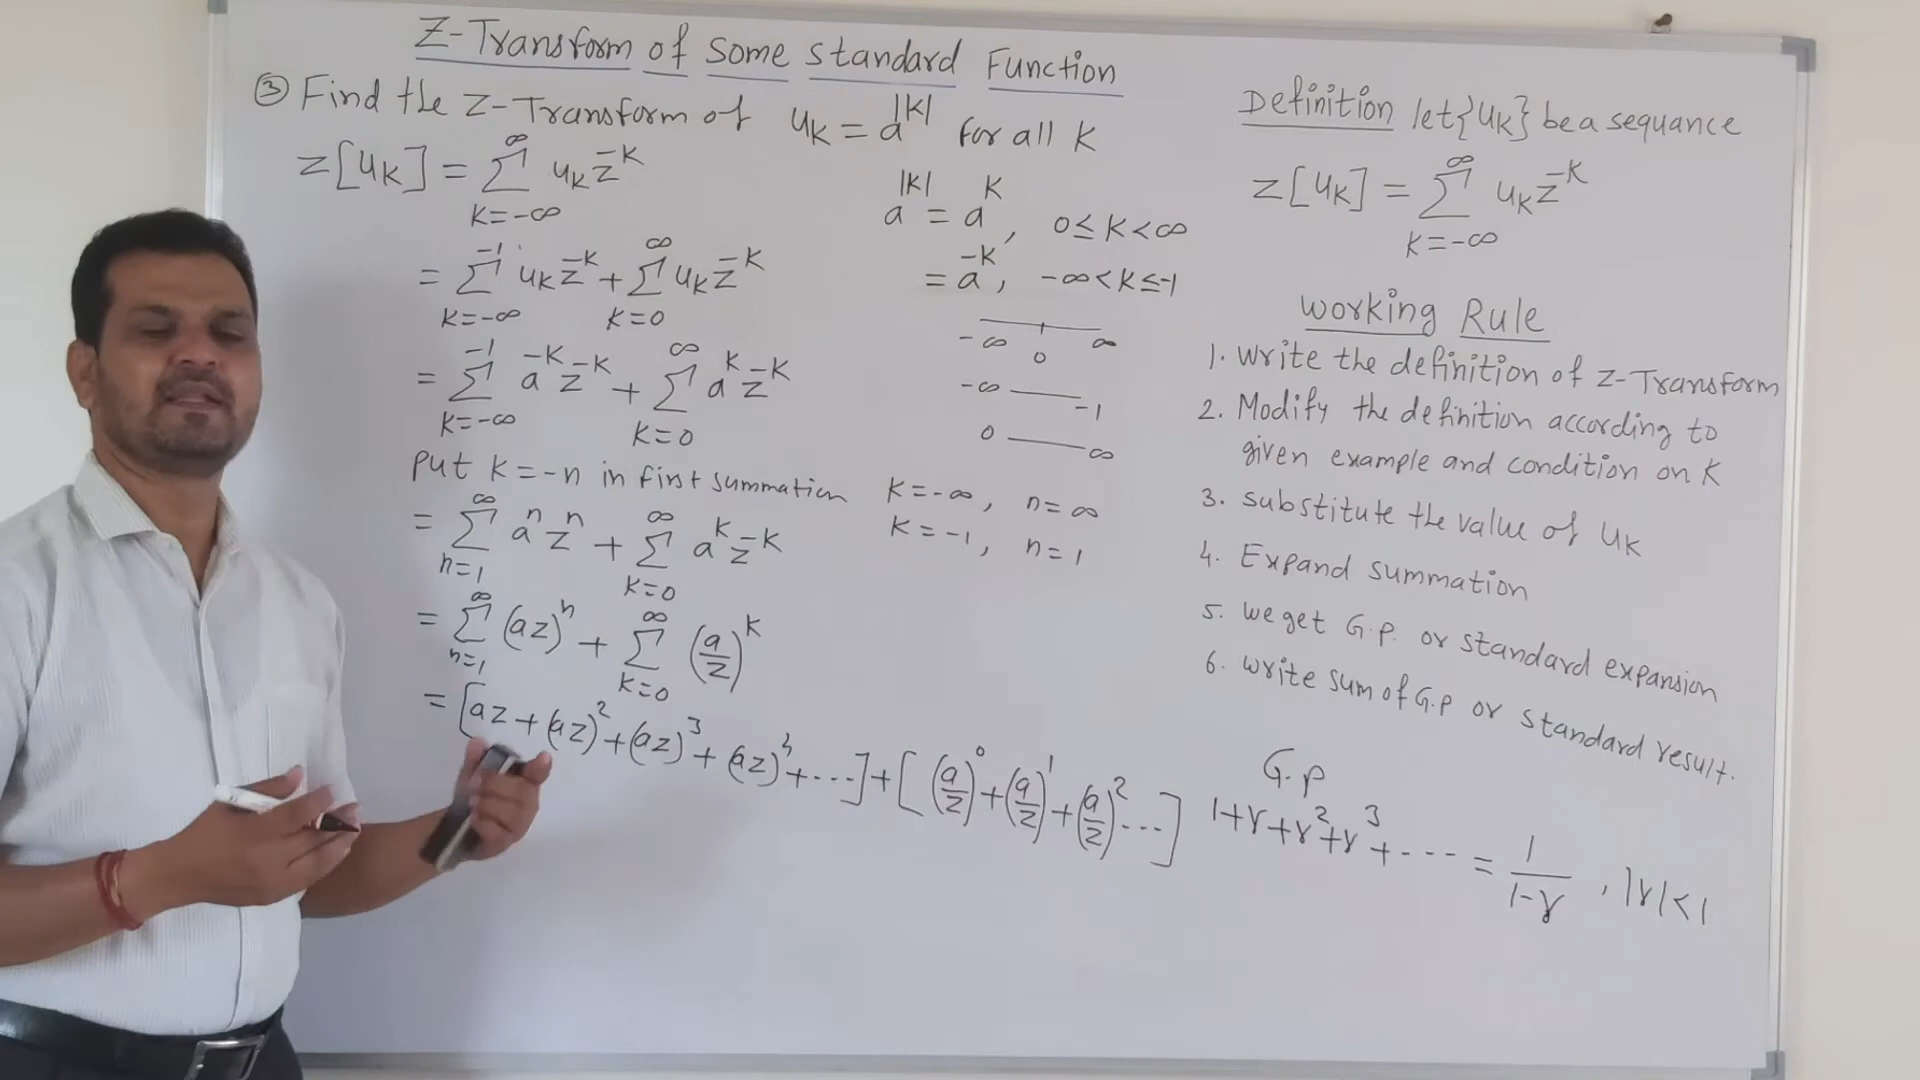 Z-Transform of Some Standard Function
③ Find the Z-Transform of u_K = a^|K| for all K
Z[u_K] = ∑_{K=-∞}^{∞} u_K z^{-K}
= ∑_{K=-∞}^{-1} u_K z^{-K} + ∑_{K=0}^{∞} u_K z^{-K}
= ∑_{K=-∞}^{-1} a^{-K} z^{-K} + ∑_{K=0}^{∞} a^K z^{-K}
Put K = -n in first summation
= ∑_{n=1}^{∞} a^n z^n + ∑_{K=0}^{∞} a^K z^{-K}
= ∑_{n=1}^{∞} (az)^n + ∑_{K=0}^{∞} (a/z)^K
= [az + (az)^2 + (az)^3 + (az)^4 + ....] + [(a/z)^0 + (a/z)^1 + (a/z)^2 ...]
a^|K| = a^K , 0 ≤ K < ∞
= a^{-K} , -∞ < K ≤ -1
-∞ 0 ∞
-∞ -1
0 ∞
K = -∞, n = ∞
K = -1, n = 1
Definition let {u_K} be a sequance
Z[u_K] = ∑_{K=-∞}^{∞} u_K z^{-K}
Working Rule
1. Write the definition of Z-Transform
2. Modify the definition according to
given example and condition on K
3. Substitute the value of u_K
4. Expand summation
5. We get G.P. or standard expansion
6. Write sum of G.P or standard result.
G.P
1+r+r^2+r^3+---- = 1/(1-r) , |r|<1